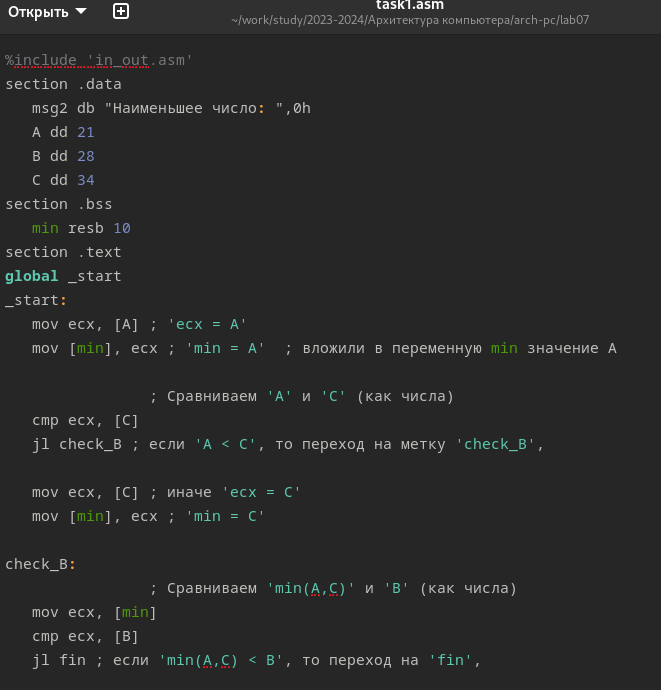 Открыть
task1.asm
~/work/study/2023-2024/Архитектура компьютера/arch-pc/lab07
%include 'in_out.asm'
section .data
msg2 db "Наименьшее число: ",0h
A dd 21
B dd 28
C dd 34
section .bss
min resb 10
section .text
global _start
_start:
mov ecx, [A] ; 'ecx = A'
mov [min], ecx ; 'min = A'  ; вложили в переменную min значение A
; Сравниваем 'A' и 'C' (как числа)
cmp ecx, [C]
jl check_B ; если 'A < C', то переход на метку 'check_B',
mov ecx, [C] ; иначе 'ecx = C'
mov [min], ecx ; 'min = C'
check_B:
; Сравниваем 'min(A,C)' и 'B' (как числа)
mov ecx, [min]
cmp ecx, [B]
jl fin ; если 'min(A,C) < B', то переход на 'fin',